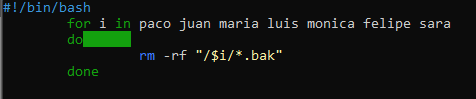 #!/bin/bash
for i in paco juan maria luis monica felipe sara
do
rm -rf "/$i/*.bak"
done